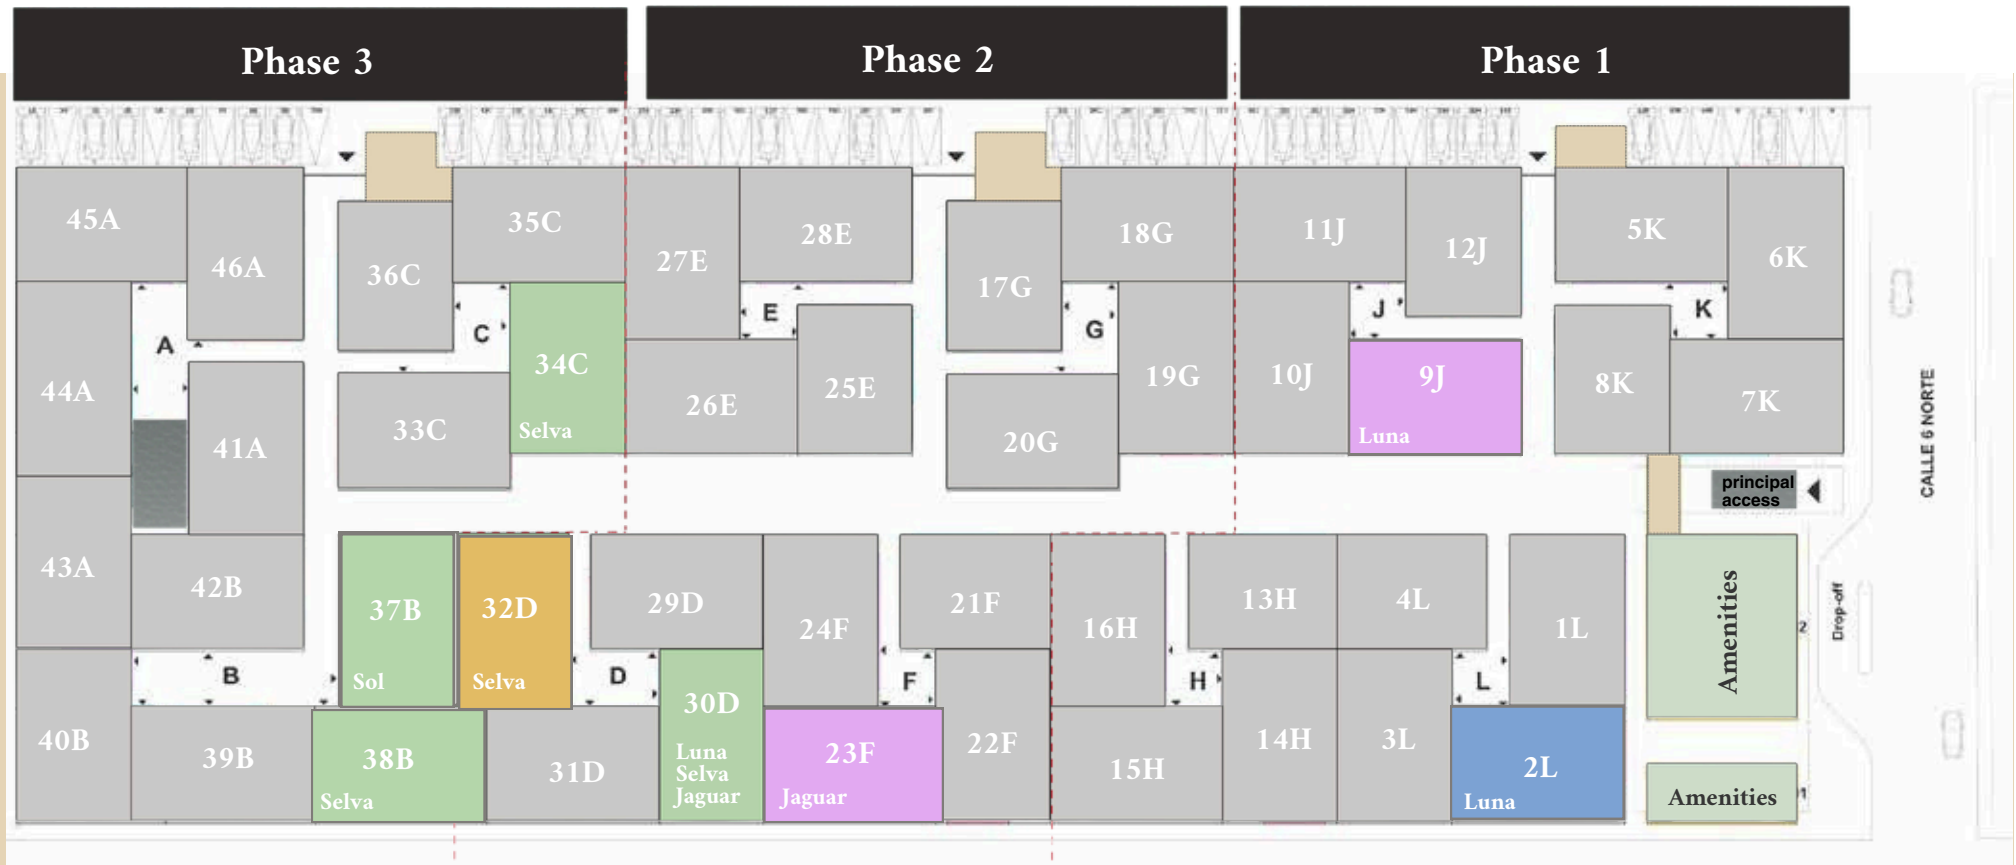 Phase 3
Phase 2
Phase 1
45A
46A
36C
35C
27E
28E
17G
18G
11J
12J
5K
6K
A
C
E
G
J
K
44A
41A
33C
34C
Selva
26E
25E
20G
19G
10J
9J
Luna
8K
7K
CALLE 6 NORTE
principal
access
43A
42B
37B
Sol
32D
Selva
29D
24F
21F
16H
13H
4L
1L
Amenities
2
Drop-off
B
D
F
H
L
40B
39B
38B
Selva
31D
30D
Luna
Selva
Jaguar
23F
Jaguar
22F
15H
14H
3L
2L
Luna
Amenities
1